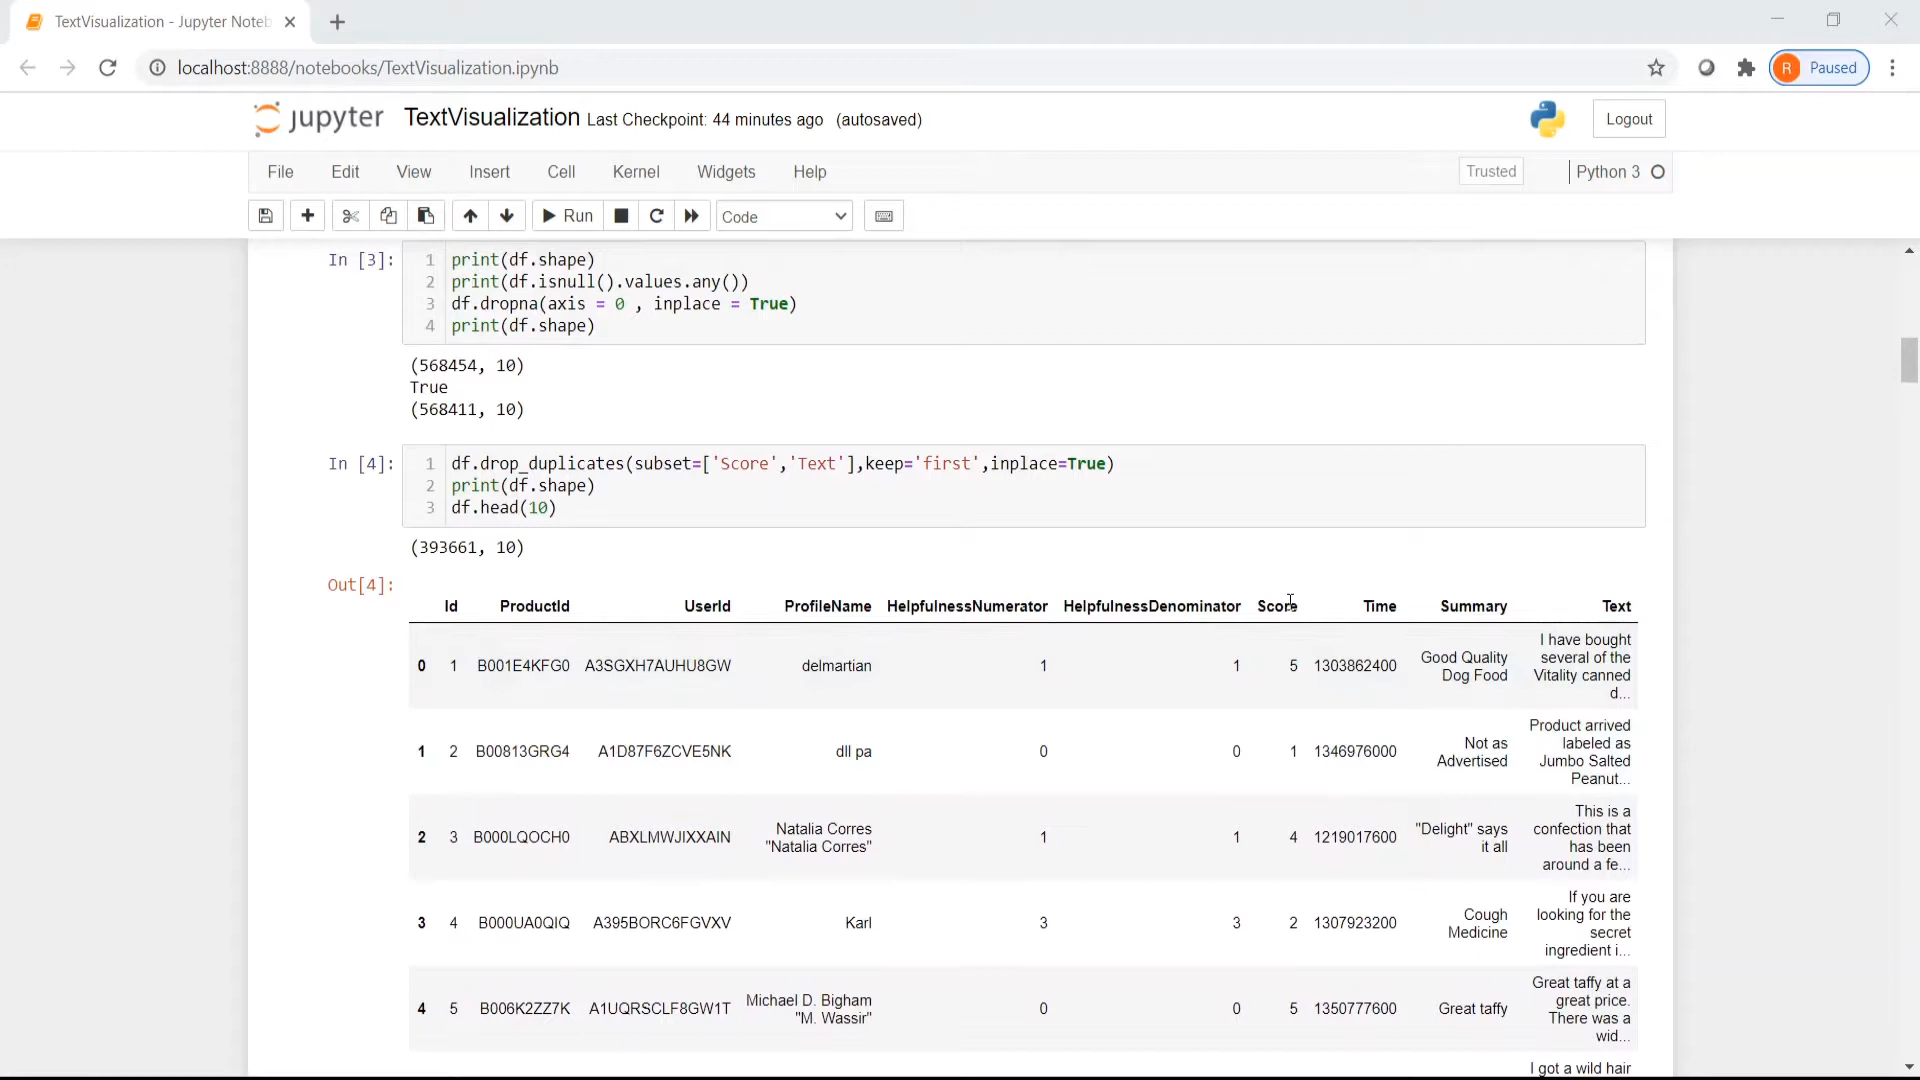 TextVisualization - Jupyter Noteb
localhost:8888/notebooks/TextVisualization.ipynb
R Paused
jupyter TextVisualization Last Checkpoint: 44 minutes ago (autosaved)
Logout
File Edit View Insert Cell Kernel Widgets Help
Trusted Python 3
Run Code
In [3]:
1 print(df.shape)
2 print(df.isnull().values.any())
3 df.dropna(axis = 0 , inplace = True)
4 print(df.shape)
(568454, 10)
True
(568411, 10)
In [4]:
1 df.drop_duplicates(subset=['Score','Text'],keep='first',inplace=True)
2 print(df.shape)
3 df.head(10)
(393661, 10)
Out[4]:
Id ProductId UserId ProfileName HelpfulnessNumerator HelpfulnessDenominator Score Time Summary Text
0 1 B001E4KFG0 A3SGXH7AUHU8GW delmartian 1 1 5 1303862400
Good Quality
Dog Food
I have bought
several of the
Vitality canned
d...
1 2 B00813GRG4 A1D87F6ZCVE5NK dll pa 0 0 1 1346976000
Not as
Advertised
Product arrived
labeled as
Jumbo Salted
Peanut...
2 3 B000LQOCH0 ABXLMWJIXXAIN
Natalia Corres
"Natalia Corres"
1 1 4 1219017600
"Delight" says
it all
This is a
confection that
has been
around a fe...
3 4 B000UA0QIQ A395BORC6FGVXV Karl 3 3 2 1307923200
Cough
Medicine
If you are
looking for the
secret
ingredient i...
4 5 B006K2ZZ7K A1UQRSCLF8GW1T
Michael D. Bigham
"M. Wassir"
0 0 5 1350777600 Great taffy
Great taffy at a
great price.
There was a
wid...
I got a wild hair